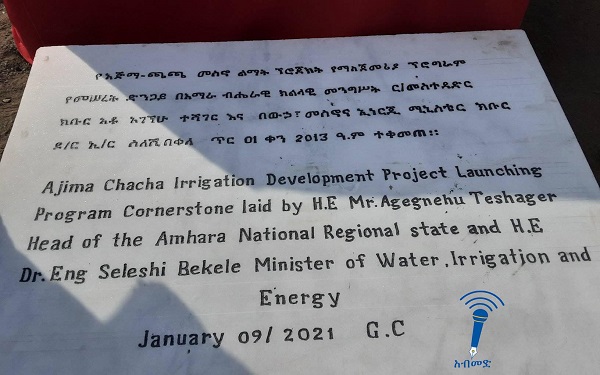 የአጅማ-ጫጫ መስኖ ልማት ፕሮጀክት የማስጀመሪያ ፕሮግራም
የመሠረት ድንጋይ በአማራ ብሔራዊ ክልላዊ መንግሥት ር/መስተዳድር
ክቡር አቶ አገኘሁ ተሻገር እና በውኃ፣ መስኖና ኢነርጂ ሚኒስቴር ክቡር
ዶ/ር ኢ/ር ስለሺ በቀለ ጥር 01 ቀን 2013 ዓ.ም ተቀመጠ፡፡
Ajima Chacha Irrigation Development Project Launching
Program Cornerstone laid by H.E Mr.Agegnehu Teshager
Head of the Amhara National Regional state and H.E
Dr. Eng Seleshi Bekele Minister of Water, Irrigation and
Energy
January 09/ 2021 G.C
አብመድ